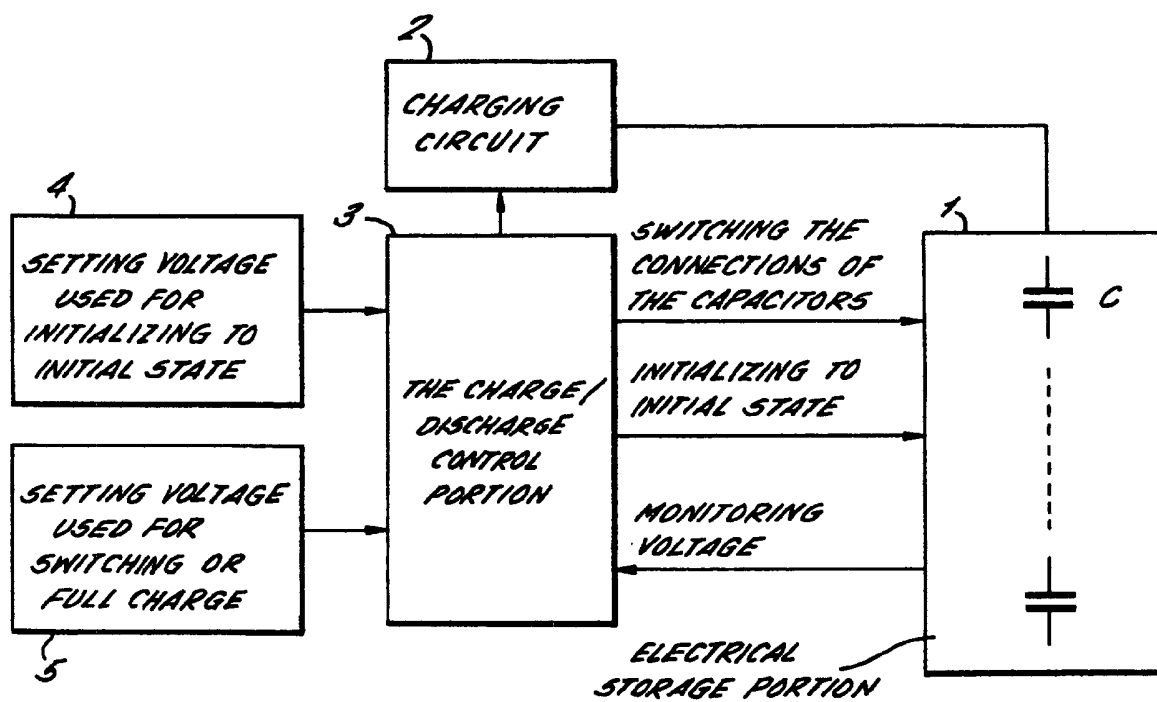 2
CHARGING
CIRCUIT
4
SETTING VOLTAGE
USED FOR
INITIALIZING TO
INITIAL STATE
3
THE CHARGE/
DISCHARGE
CONTROL
PORTION
SWITCHING THE
CONNECTIONS OF
THE CAPACITORS
INITIALIZING TO
INITIAL STATE
MONITORING
VOLTAGE
1
C
SETTING VOLTAGE
USED FOR
SWITCHING OR
FULL CHARGE
5
ELECTRICAL
STORAGE PORTION